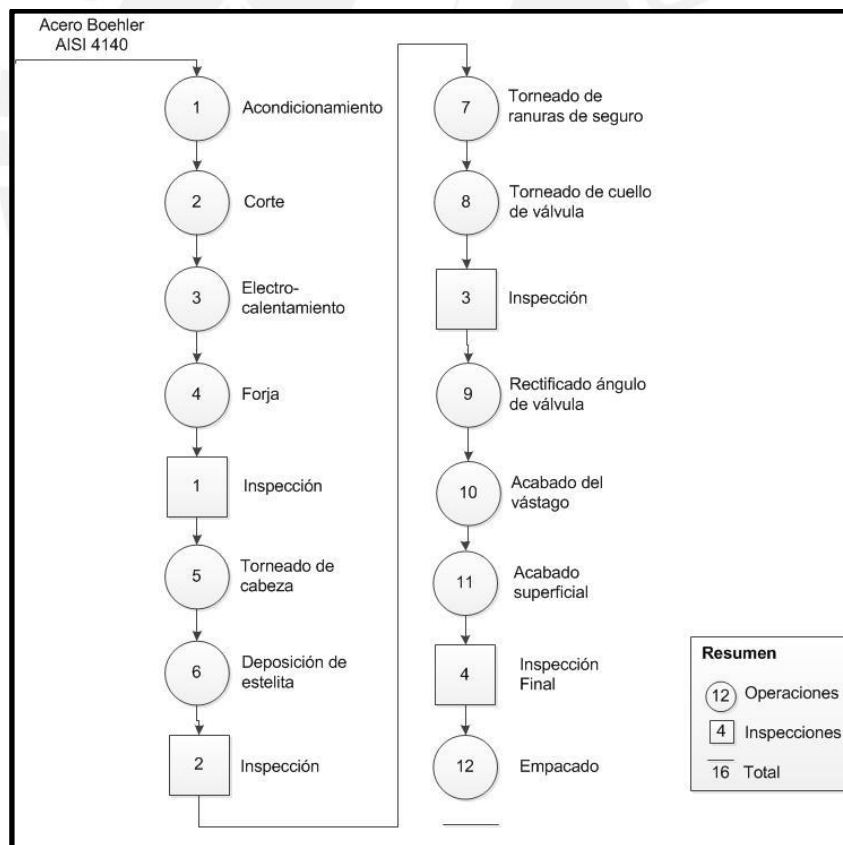 Acero Boehler
AISI 4140
1
Acondicionamiento
2
Corte
3
Electro-
calentamiento
4
Forja
1
Inspección
5
Torneado de
cabeza
6
Deposición de
estelita
2
Inspección
7
Torneado de
ranuras de seguro
8
Torneado de cuello
de válvula
3
Inspección
9
Rectificado ángulo
de válvula
10
Acabado del
vástago
11
Acabado
superficial
4
Inspección
Final
12
Empacado
Resumen
12 Operaciones
4 Inspecciones
16 Total